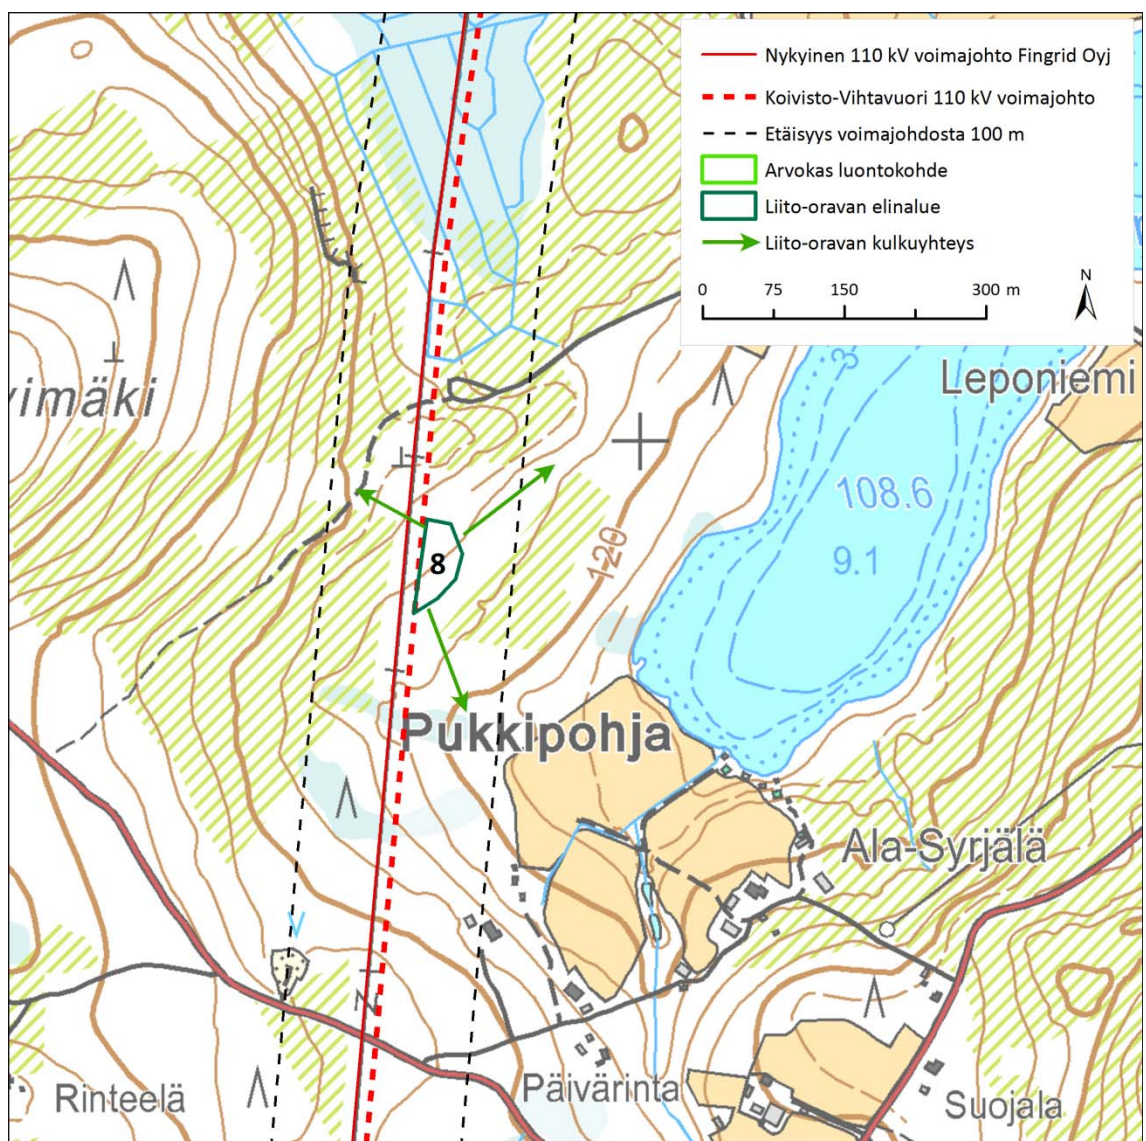 Nykyinen 110 kV voimajohto Fingrid Oyj
Koivisto-Vihtavuori 110 kV voimajohto
Etäisyys voimajohdosta 100 m
Arvokas luontokohde
Liito-oravan elinalue
Liito-oravan kulkuyhteys
0 75 150 300 m
N
vimäki
Leponiemi
3
108.6
9.1
120
8
Pukkipohja
Ala-Syrjälä
Rinteelä
Päivärinta
Suojala